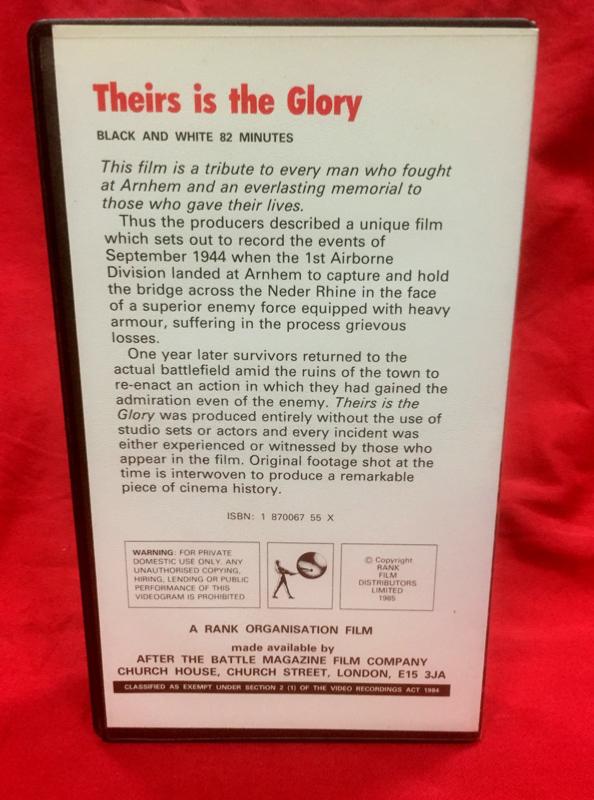 Theirs is the Glory
BLACK AND WHITE 82 MINUTES
This film is a tribute to every man who fought
at Arnhem and an everlasting memorial to
those who gave their lives.
Thus the producers described a unique film
which sets out to record the events of
September 1944 when the 1st Airborne
Division landed at Arnhem to capture and hold
the bridge across the Neder Rhine in the face
of a superior enemy force equipped with heavy
armour, suffering in the process grievous
losses.
One year later survivors returned to the
actual battlefield amid the ruins of the town to
re-enact an action in which they had gained the
admiration even of the enemy. Theirs is the
Glory was produced entirely without the use of
studio sets or actors and every incident was
either experienced or witnessed by those who
appear in the film. Original footage shot at the
time is interwoven to produce a remarkable
piece of cinema history.
ISBN: 1 870067 55 X
WARNING: FOR PRIVATE
DOMESTIC USE ONLY. ANY
UNAUTHORISED COPYING,
HIRING, LENDING OR PUBLIC
PERFORMANCE OF THIS
VIDEOGRAM IS PROHIBITED
© Copyright
RANK
FILM
DISTRIBUTORS
LIMITED
1985
A RANK ORGANISATION FILM
made available by
AFTER THE BATTLE MAGAZINE FILM COMPANY
CHURCH HOUSE, CHURCH STREET, LONDON, E15 3JA
CLASSIFIED AS EXEMPT UNDER SECTION 2 (1) OF THE VIDEO RECORDINGS ACT 1984